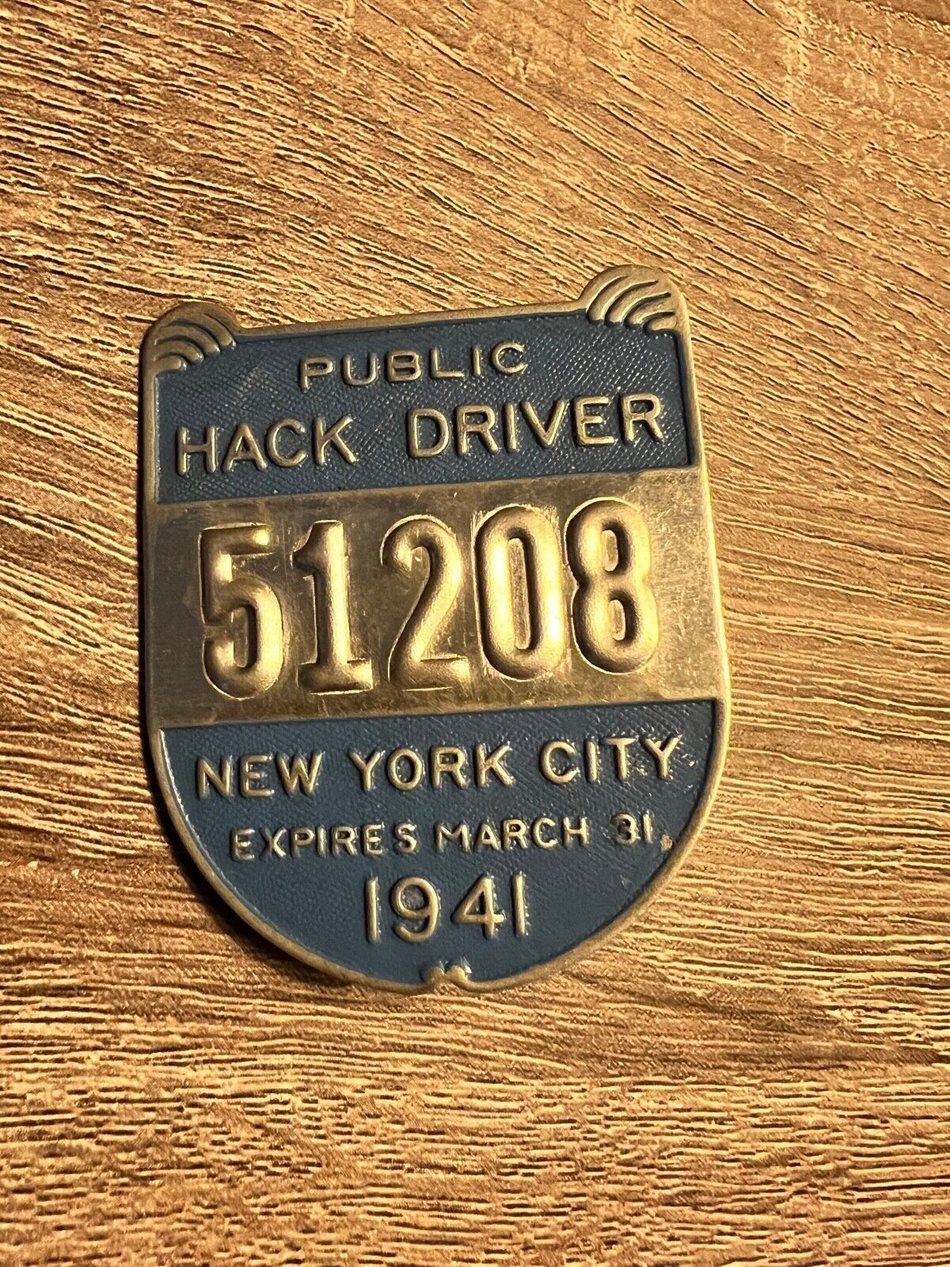 PUBLIC
HACK DRIVER
51208
NEW YORK CITY
EXPIRES MARCH 31,
1941